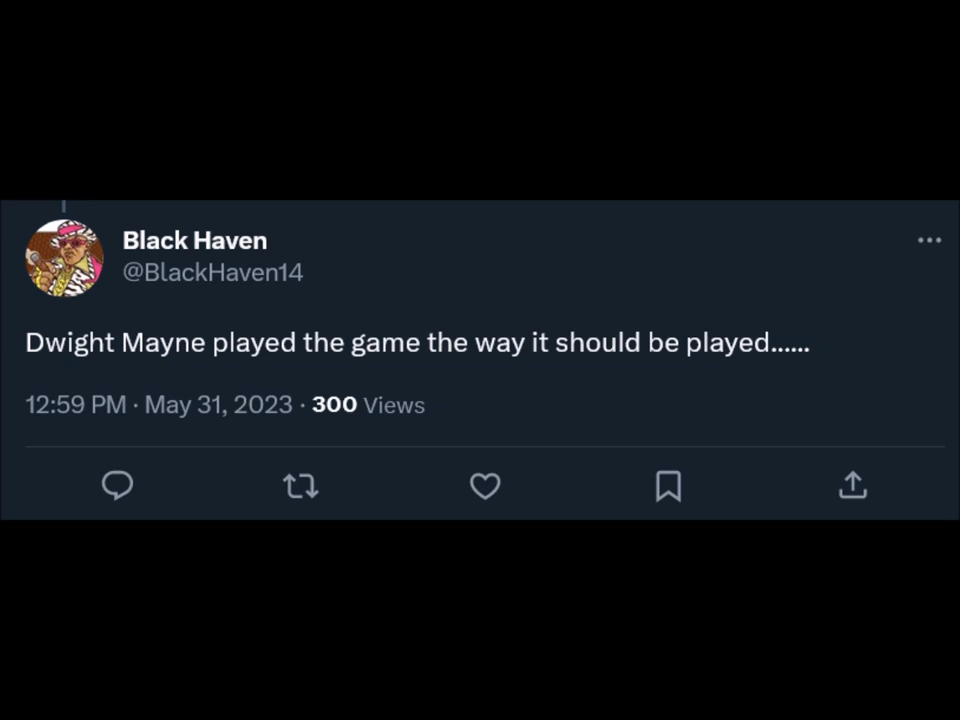 Black Haven
@BlackHaven14
Dwight Mayne played the game the way it should be played......
12:59 PM · May 31, 2023 · 300 Views